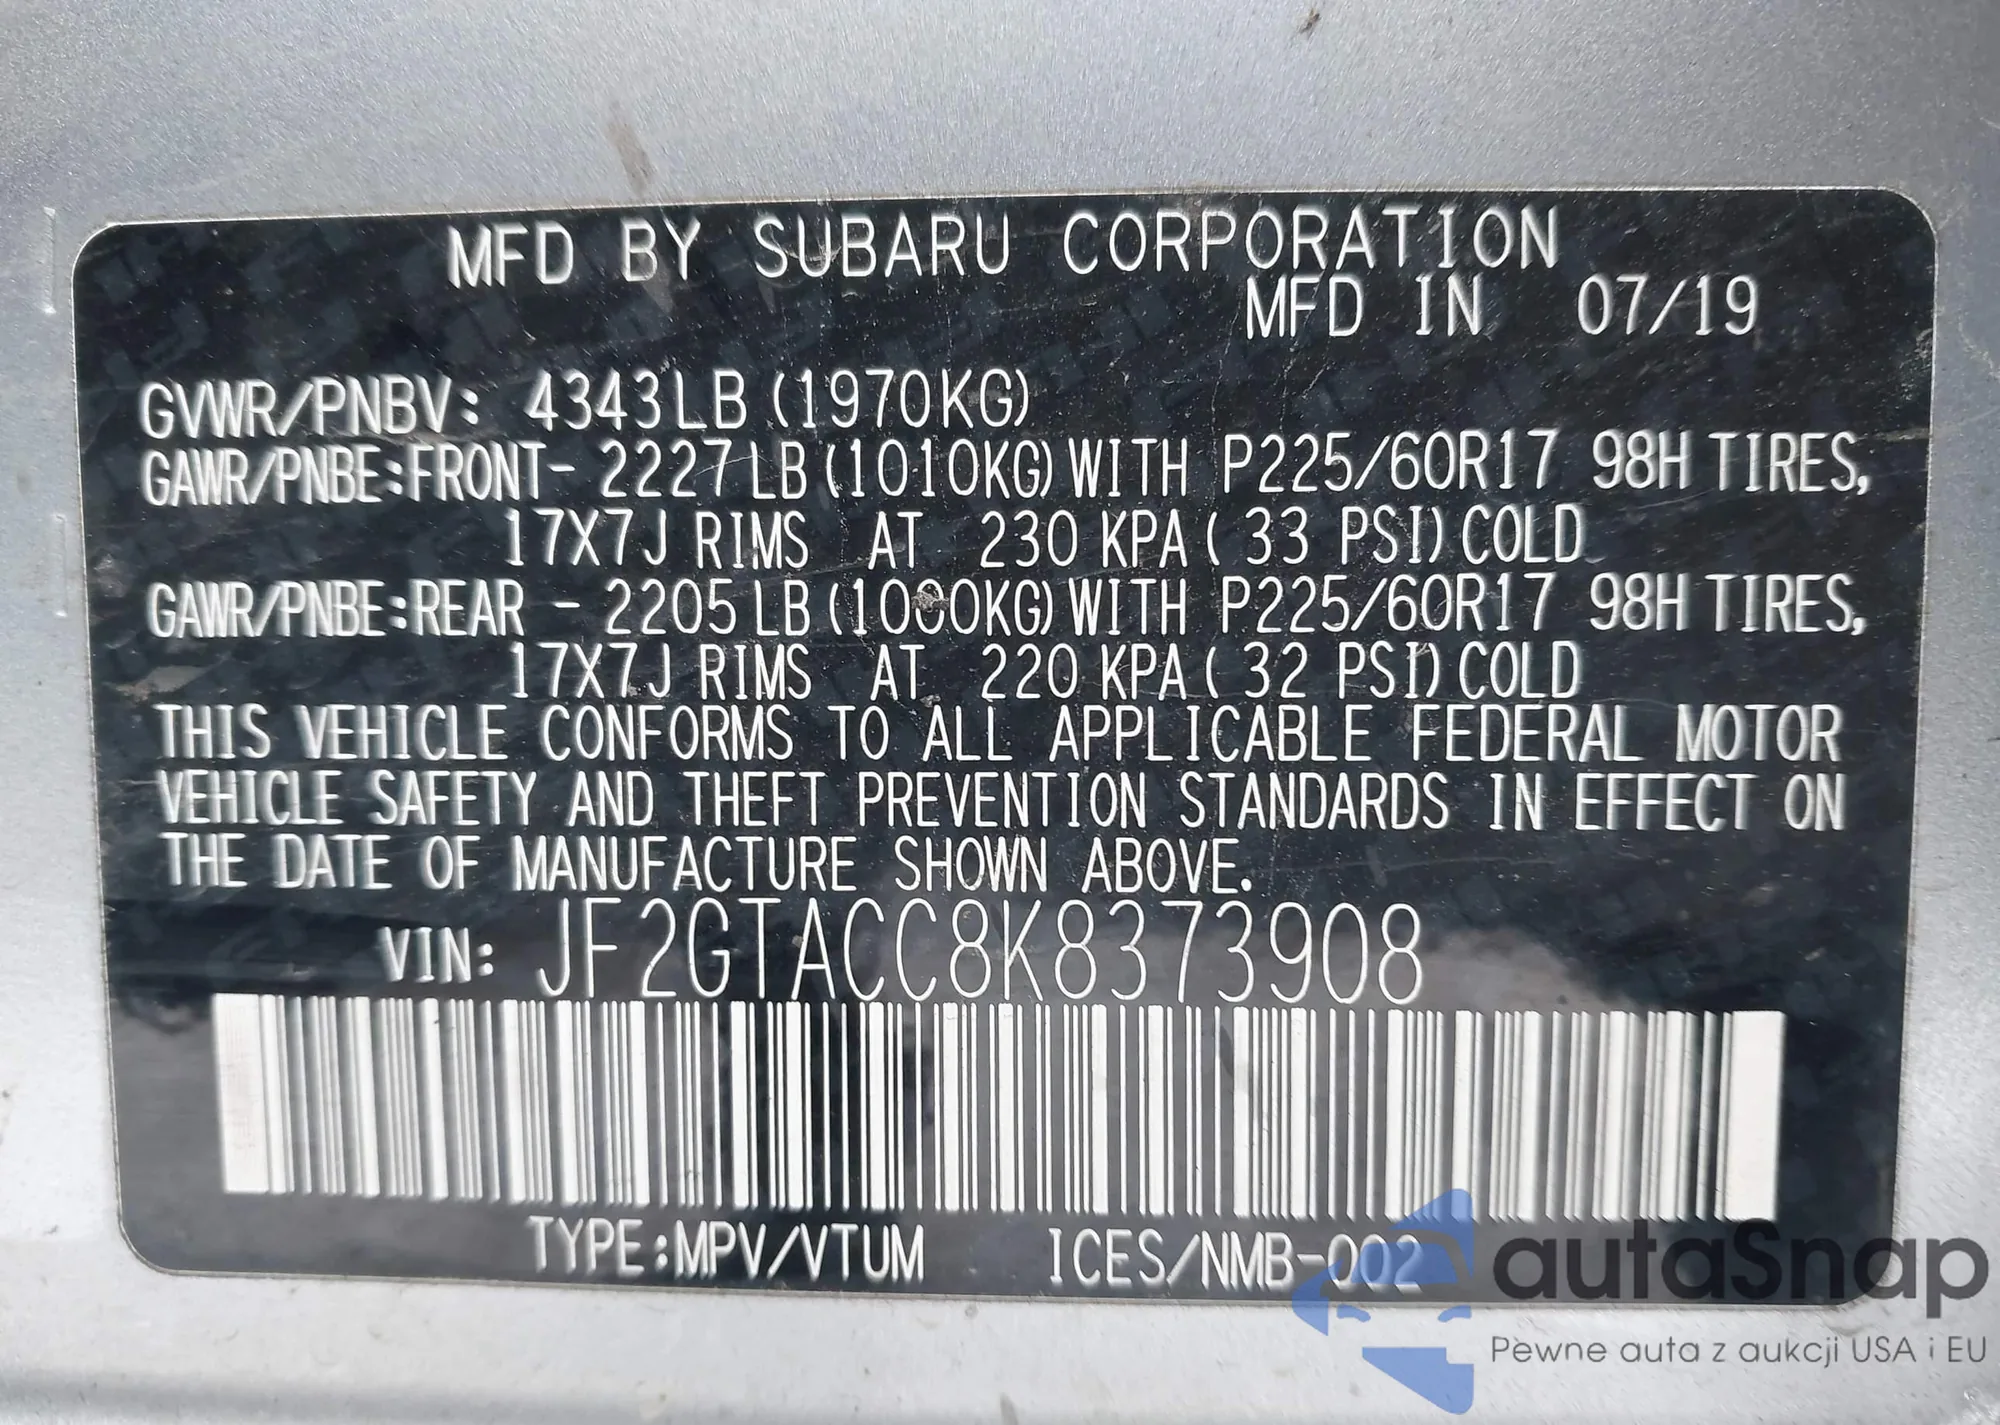 MFD BY SUBARU CORPORATION
MFD IN 07/19
GVWR/PNBV: 4343LB(1970KG)
GAWR/PNBE:FRONT- 2227LB(1010KG)WITH P225/60R17 98H TIRES,
17X7J RIMS AT 230 KPA( 33 PSI)COLD
GAWR/PNBE:REAR - 2205LB(1000KG)WITH P225/60R17 98H TIRES,
17X7J RIMS AT 220 KPA( 32 PSI)COLD
THIS VEHICLE CONFORMS TO ALL APPLICABLE FEDERAL MOTOR
VEHICLE SAFETY AND THEFT PREVENTION STANDARDS IN EFFECT ON
THE DATE OF MANUFACTURE SHOWN ABOVE.
VIN: JF2GTACC8K8373908
TYPE:MPV/VTUM ICES/NMB-002
autaSnap
Pewne auta z aukcji USA i EU